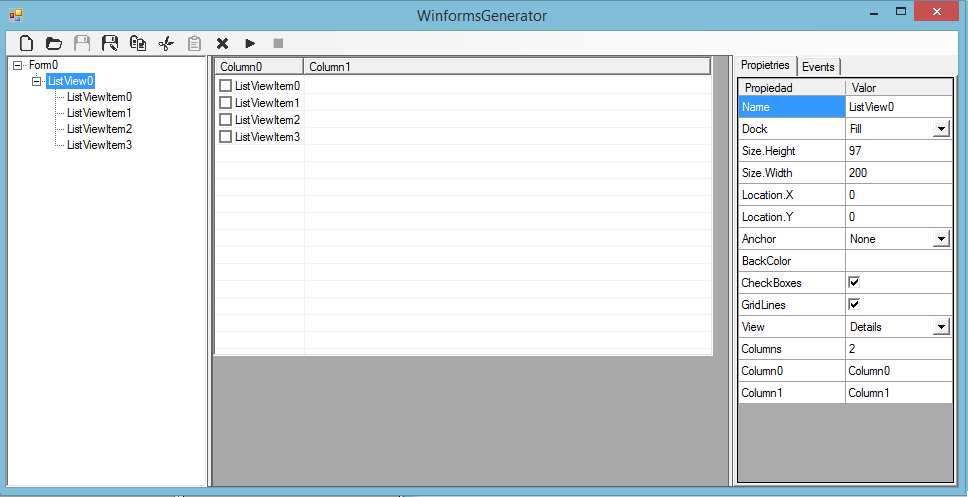 WinformsGenerator
Form0
ListView0
ListViewItem0
ListViewItem1
ListViewItem2
ListViewItem3
Column0 Column1
ListViewItem0
ListViewItem1
ListViewItem2
ListViewItem3
Propietries Events
Propiedad Valor
Name ListView0
Dock Fill
Size.Height 97
Size.Width 200
Location.X 0
Location.Y 0
Anchor None
BackColor
CheckBoxes
GridLines
View Details
Columns 2
Column0 Column0
Column1 Column1